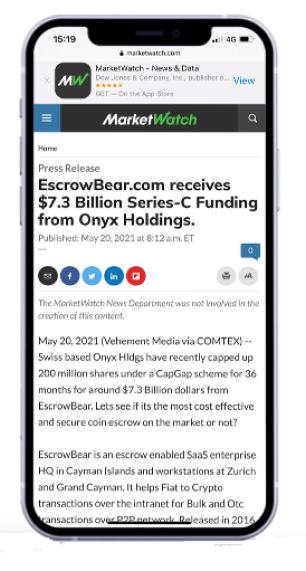 15:19
4G
marketwatch.com
MarketWatch - News & Data
Dow Jones & Company, Inc., publisher o...
GET — On the App Store
View
MW
MarketWatch
Home
Press Release
EscrowBear.com receives
$7.3 Billion Series-C Funding
from Onyx Holdings.
Published: May 20, 2021 at 8:12 a.m. ET
0
AA
The MarketWatch News Department was not involved in the
creation of this content.
May 20, 2021 (Vehement Media via COMTEX) --
Swiss based Onyx Hldgs have recently capped up
200 million shares under a CapGap scheme for 36
months for around $7.3 Billion dollars from
EscrowBear. Lets see if its the most cost effective
and secure coin escrow on the market or not?
EscrowBear is an escrow enabled SaaS enterprise
HQ in Cayman Islands and workstations at Zurich
and Grand Cayman. It helps Fiat to Crypto
transactions over the intranet for Bulk and Otc
transactions over P2P network. Released in 2016